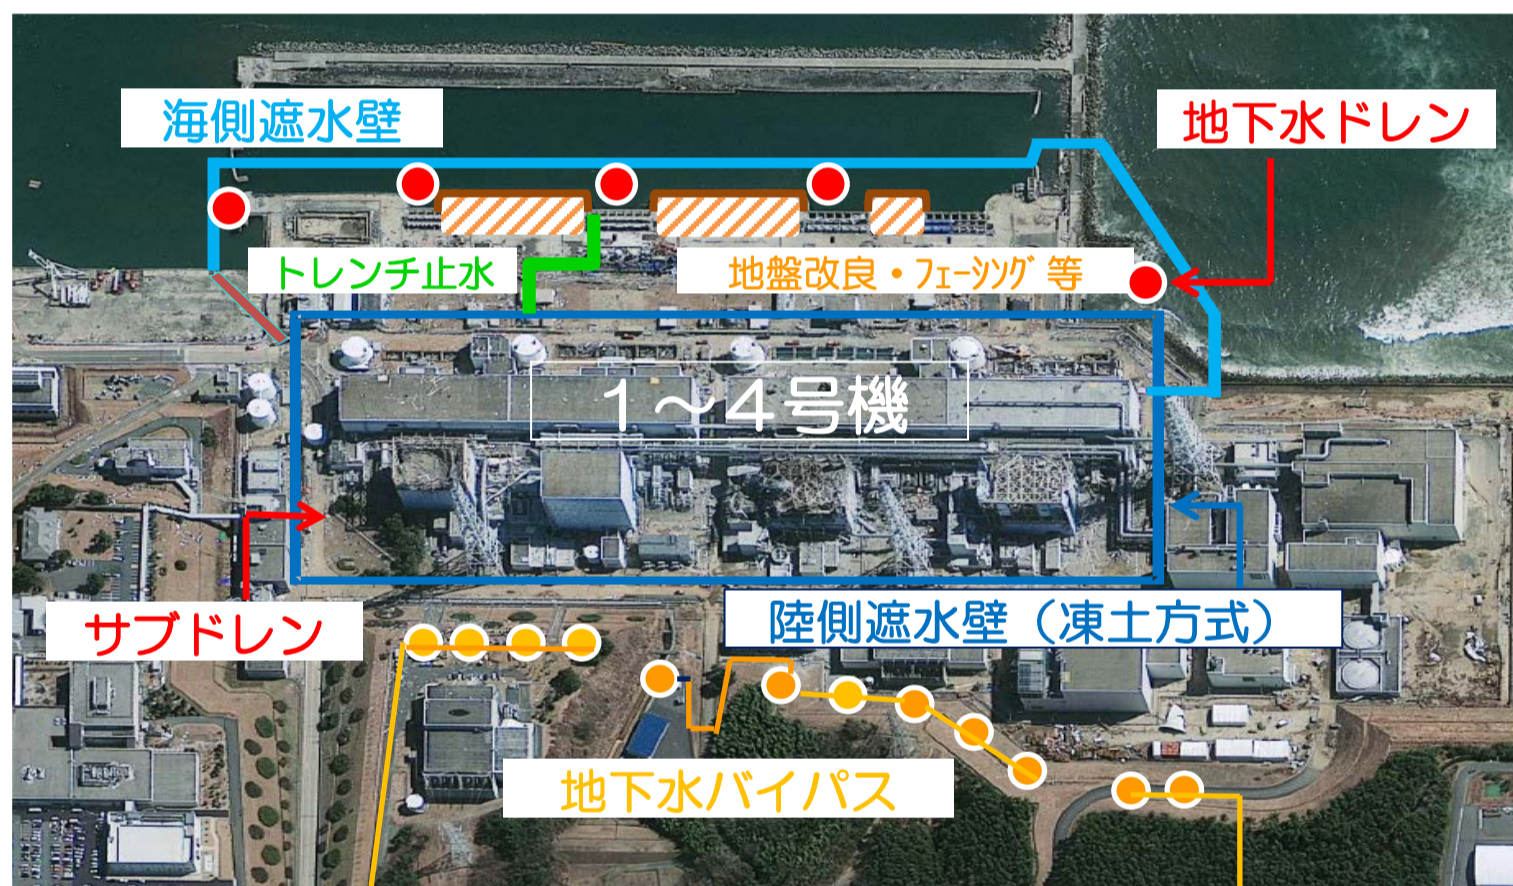 海側遮水壁
地下水ドレン
トレンチ止水
地盤改良・ﾌｪｰｼﾝｸﾞ等
１～４号機
サブドレン
陸側遮水壁（凍土方式）
地下水バイパス